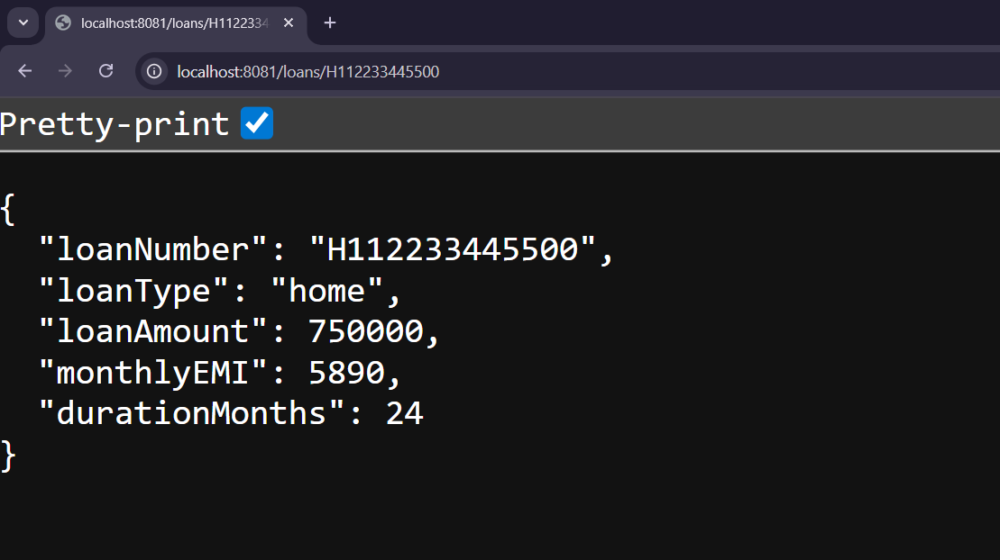 localhost:8081/loans/H1122334
localhost:8081/loans/H112233445500
Pretty-print
{
"loanNumber": "H112233445500",
"loanType": "home",
"loanAmount": 750000,
"monthlyEMI": 5890,
"durationMonths": 24
}